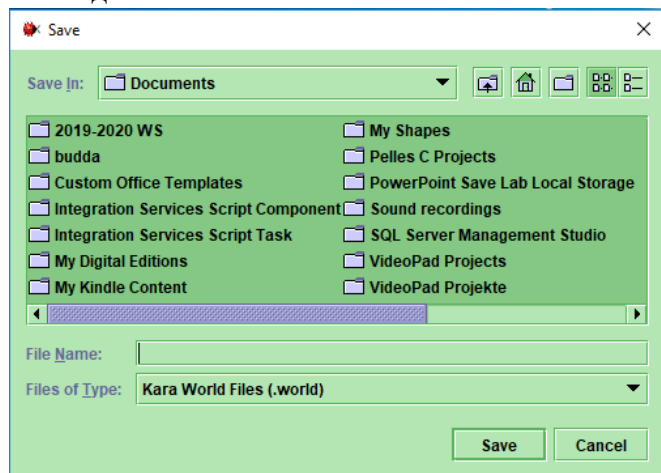 Save
Save In: Documents
2019-2020 WS
budda
Custom Office Templates
Integration Services Script Component
Integration Services Script Task
My Digital Editions
My Kindle Content
My Shapes
Pelles C Projects
PowerPoint Save Lab Local Storage
Sound recordings
SQL Server Management Studio
VideoPad Projects
VideoPad Projekte
File Name:
Files of Type: Kara World Files (.world)
Save Cancel